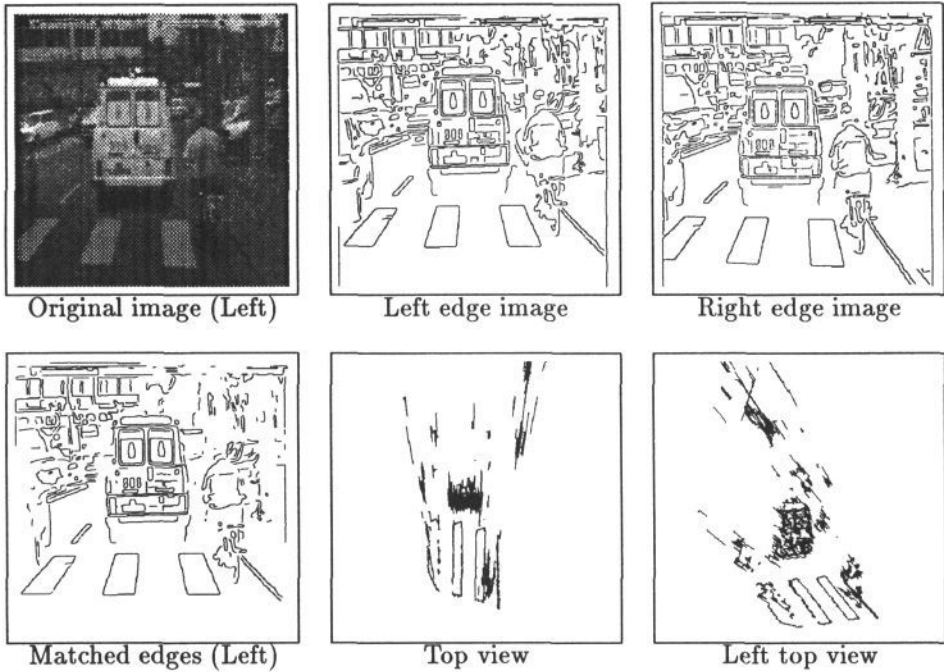 Original image (Left)
Left edge image
Right edge image
Matched edges (Left)
Top view
Left top view